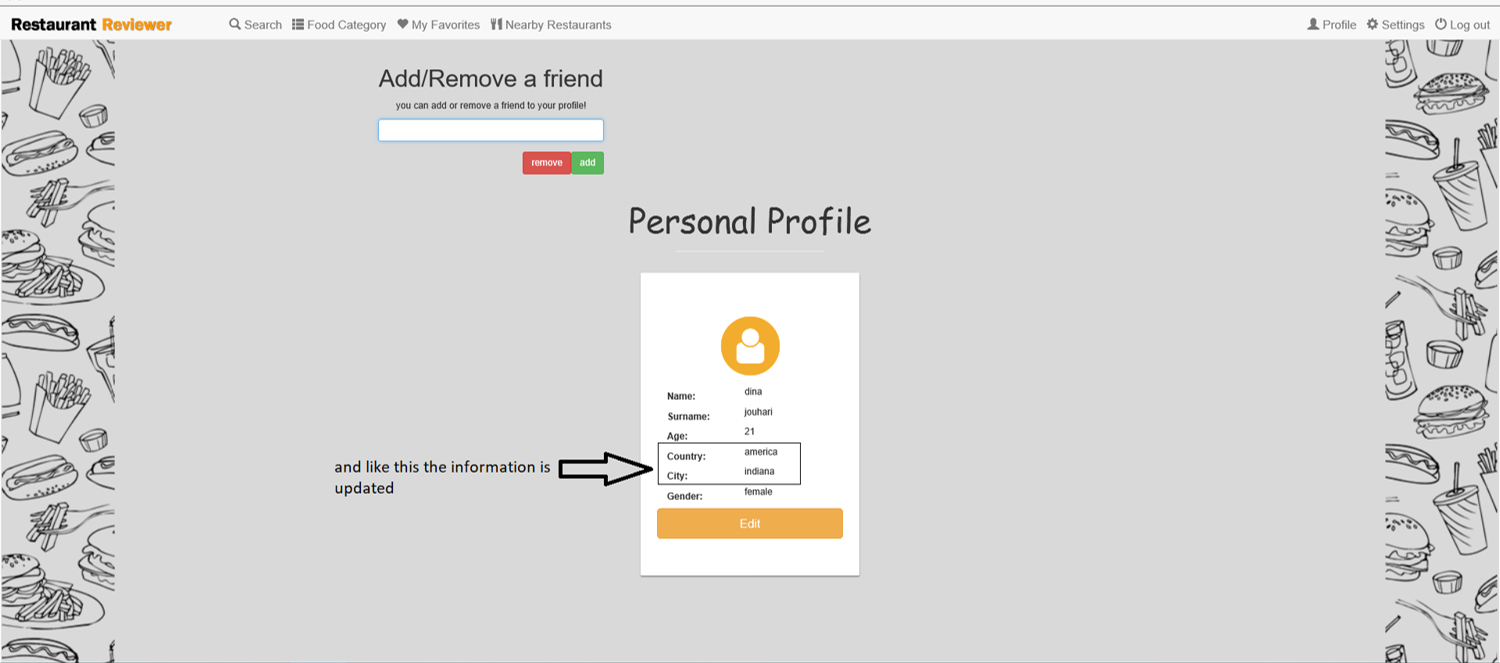 Restaurant Reviewer Search Food Category My Favorites Nearby Restaurants Profile Settings Log out
Add/Remove a friend
you can add or remove a friend to your profile!
remove add
Personal Profile
Name: dina
Surname: jouhari
Age: 21
Country: america
City: indiana
Gender: female
Edit
and like this the information is
updated